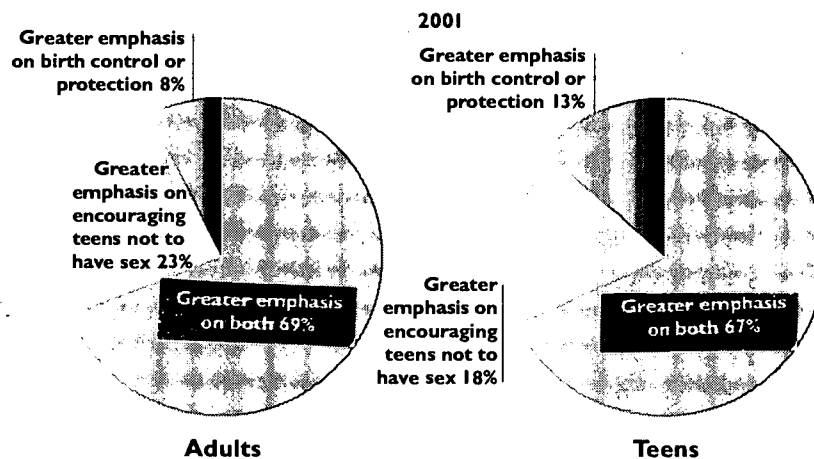 2001
Greater emphasis
on birth control or
protection 8%
Greater
emphasis on
encouraging
teens not to
have sex 23%
Greater emphasis
on both 69%
Adults
Greater emphasis
on birth control or
protection 13%
Greater
emphasis on
encouraging
teens not to
have sex 18%
Greater emphasis
on both 67%
Teens